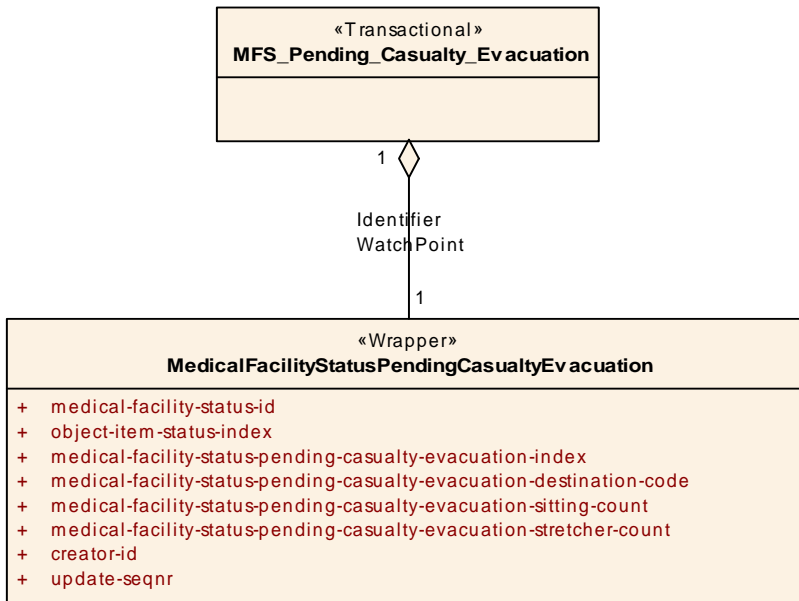 «Transactional»
MFS_Pending_Casualty_Evacuation
1
Identifier
WatchPoint
1
«Wrapper»
MedicalFacilityStatusPendingCasualtyEvacuation
+ medical-facility-status-id
+ object-item-status-index
+ medical-facility-status-pending-casualty-evacuation-index
+ medical-facility-status-pending-casualty-evacuation-destination-code
+ medical-facility-status-pending-casualty-evacuation-sitting-count
+ medical-facility-status-pending-casualty-evacuation-stretcher-count
+ creator-id
+ update-seqnr